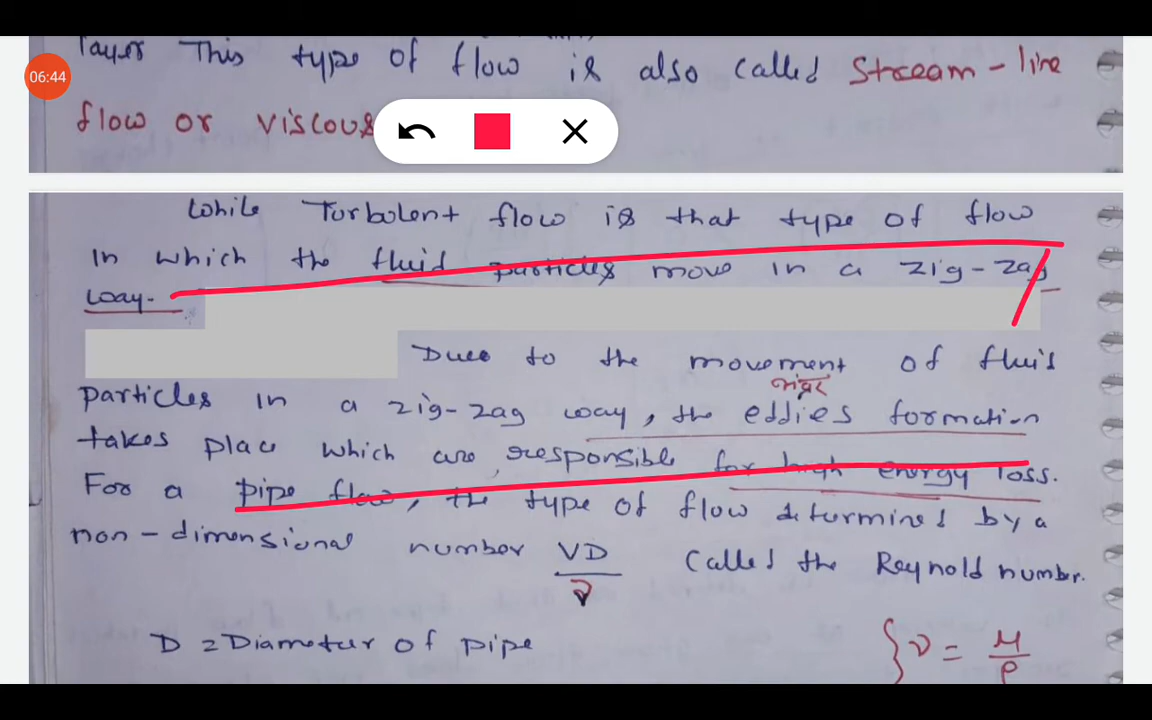 06:44
layer This type of flow is also called Stream-line
flow or viscous
While Turbolent flow is that type of flow
In which the fluid particles move in a zig-zag
way.
Due to the movement of fluid
particles in a zig-zag way, the eddies formation
takes place which are responsible for high energy loss.
For a pipe flow, the type of flow determined by a
non-dimensional number VD/ν called the Reynold number.
D = Diameter of pipe
} ν = μ/ρ